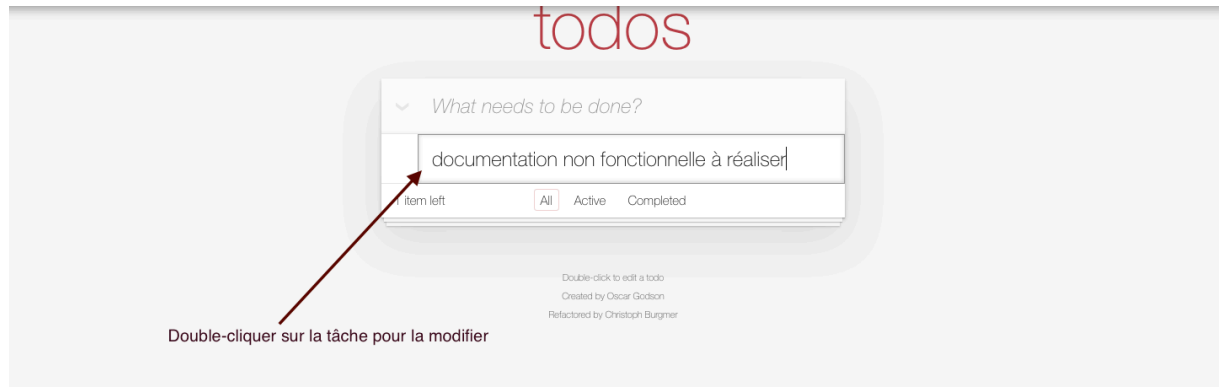 todos
What needs to be done?
documentation non fonctionnelle à réaliser
1 item left All Active Completed
Double-click to edit a todo
Created by Oscar Godson
Refactored by Christoph Burgmer
Double-cliquer sur la tâche pour la modifier